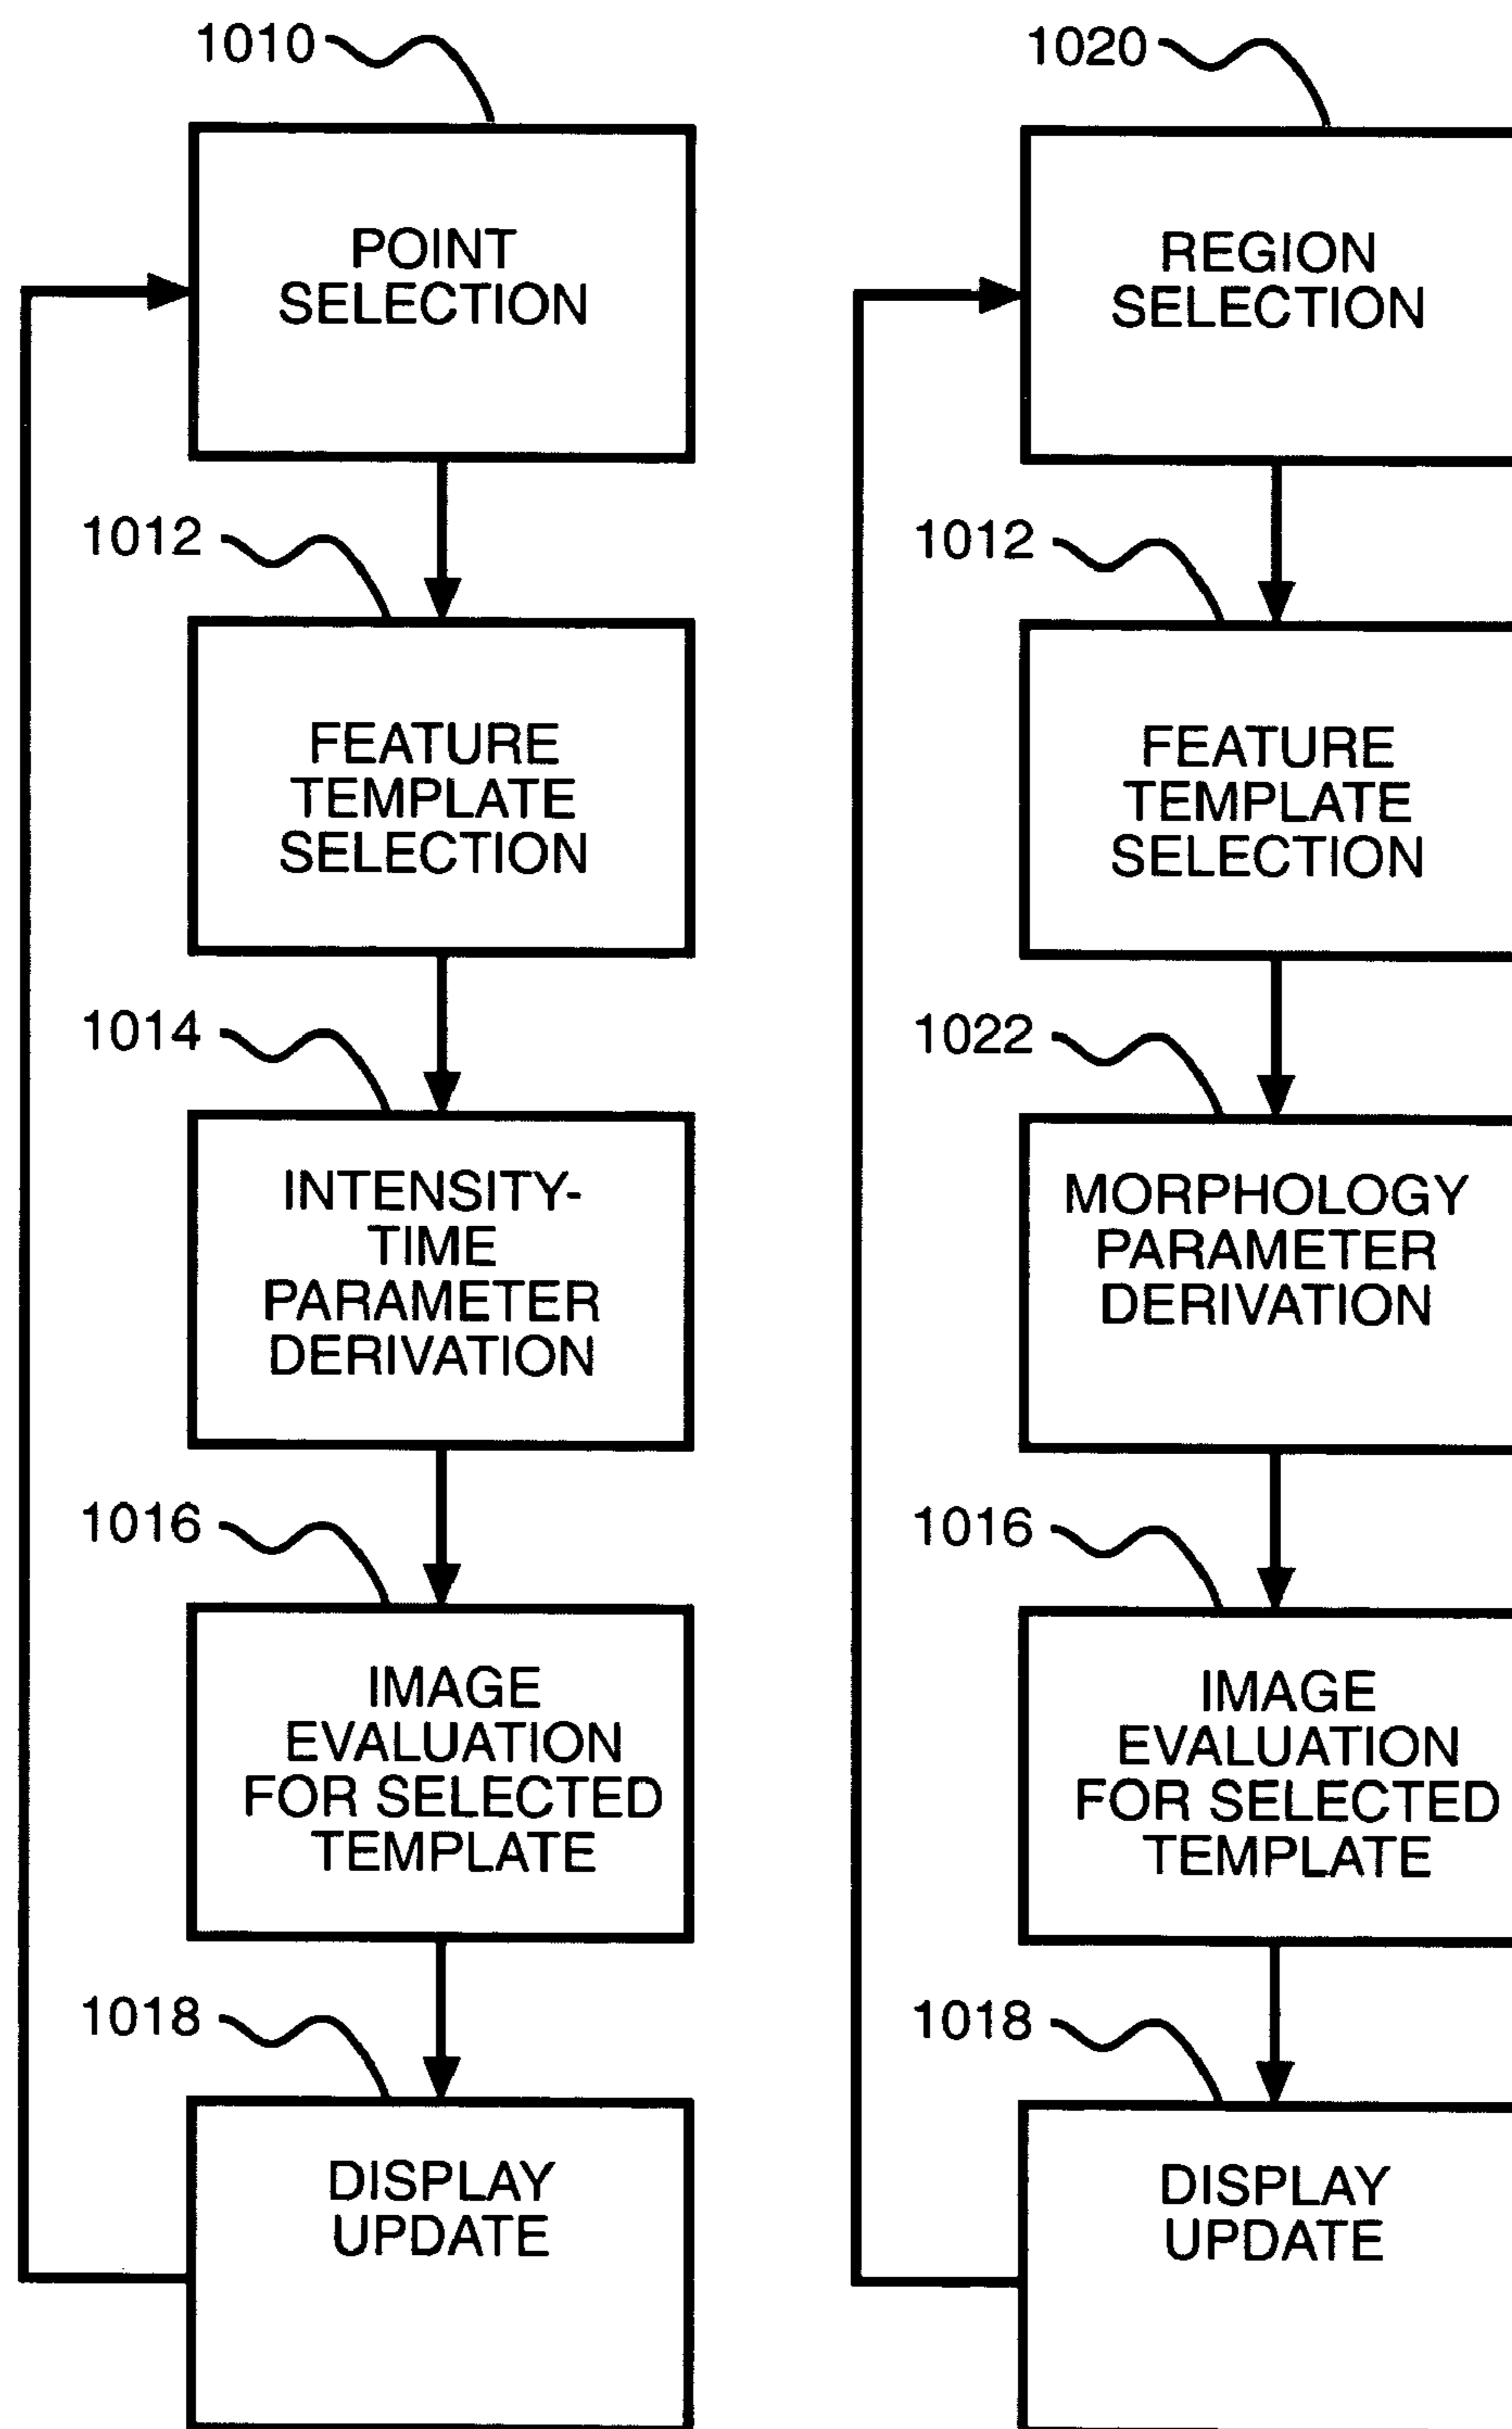 1010
POINT
SELECTION
1012
FEATURE
TEMPLATE
SELECTION
1014
INTENSITY-
TIME
PARAMETER
DERIVATION
1016
IMAGE
EVALUATION
FOR SELECTED
TEMPLATE
1018
DISPLAY
UPDATE
1020
REGION
SELECTION
1012
FEATURE
TEMPLATE
SELECTION
1022
MORPHOLOGY
PARAMETER
DERIVATION
1016
IMAGE
EVALUATION
FOR SELECTED
TEMPLATE
1018
DISPLAY
UPDATE